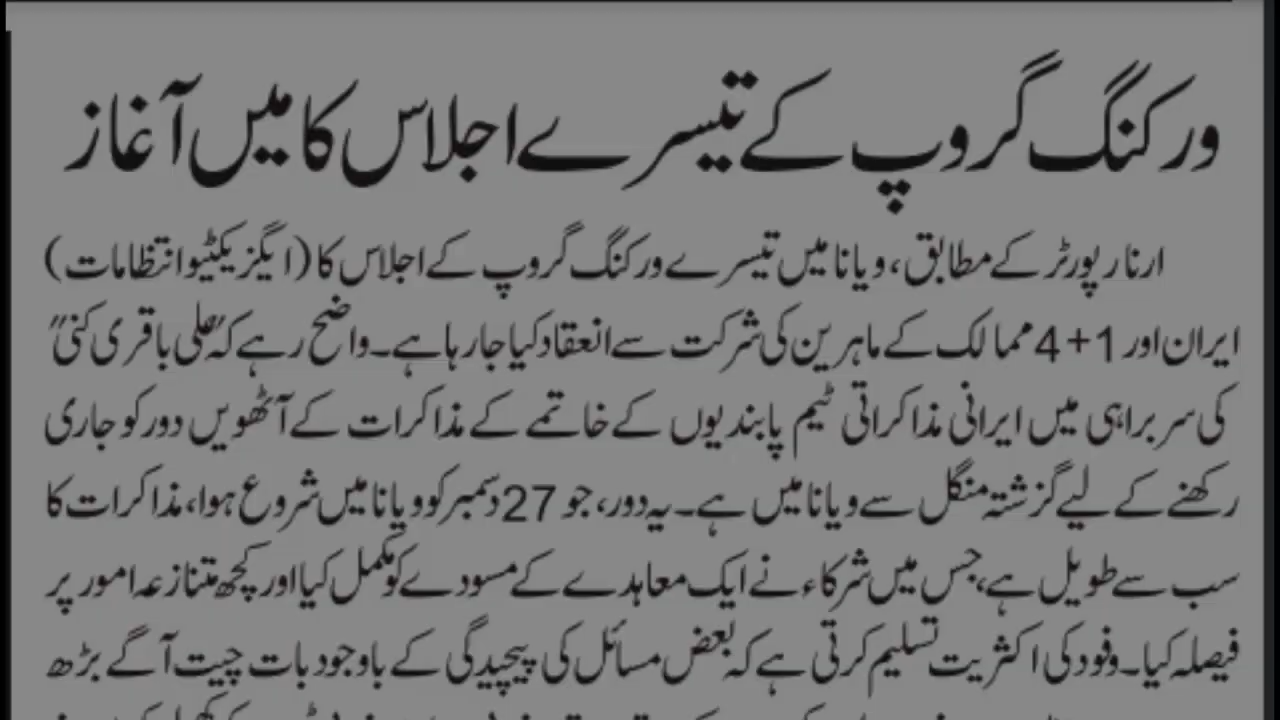 ورکنگ گروپ کے تیسرے اجلاس کا میں آغاز
ارنا رپورٹر کے مطابق، ویانا میں تیسرے ورکنگ گروپ کے اجلاس کا (ایگزیکٹیو انتظامات)
ایران اور 1+4 ممالک کے ماہرین کی شرکت سے انعقاد کیا جا رہا ہے۔ واضح رہے کہ "علی باقری کنی"
کی سربراہی میں ایرانی مذاکراتی ٹیم پابندیوں کے خاتمے کے مذاکرات کے آٹھویں دور کو جاری
رکھنے کے لیے گزشتہ منگل سے ویانا میں ہے۔ یہ دور، جو 27 دسمبر کو ویانا میں شروع ہوا، مذاکرات کا
سب سے طویل ہے، جس میں شرکاء نے ایک معاہدے کے مسودے کو مکمل کیا اور کچھ متنازعہ امور پر
فیصلہ کیا۔ وفود کی اکثریت تسلیم کرتی ہے کہ بعض مسائل کی پیچیدگی کے باوجود بات چیت آگے بڑھ